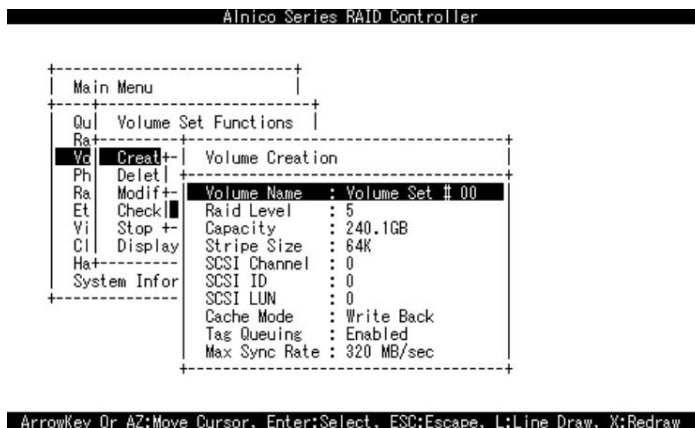 Alnico Series RAID Controller
Main Menu
Qu
Volume Set Functions
Ra
Vo
Creat
Volume Creation
Ph
Delet
Ra
Modif
Volume Name : Volume Set # 00
Et
Check
Raid Level : 5
Vi
Stop
Capacity : 240.1GB
Cl
Display
Stripe Size : 64K
Ha
SCSI Channel : 0
System Infor
SCSI ID : 0
SCSI LUN : 0
Cache Mode : Write Back
Tag Queuing : Enabled
Max Sync Rate : 320 MB/sec
ArrowKey Or AZ:Move Cursor, Enter:Select, ESC:Escape, L:Line Draw, X:Redraw